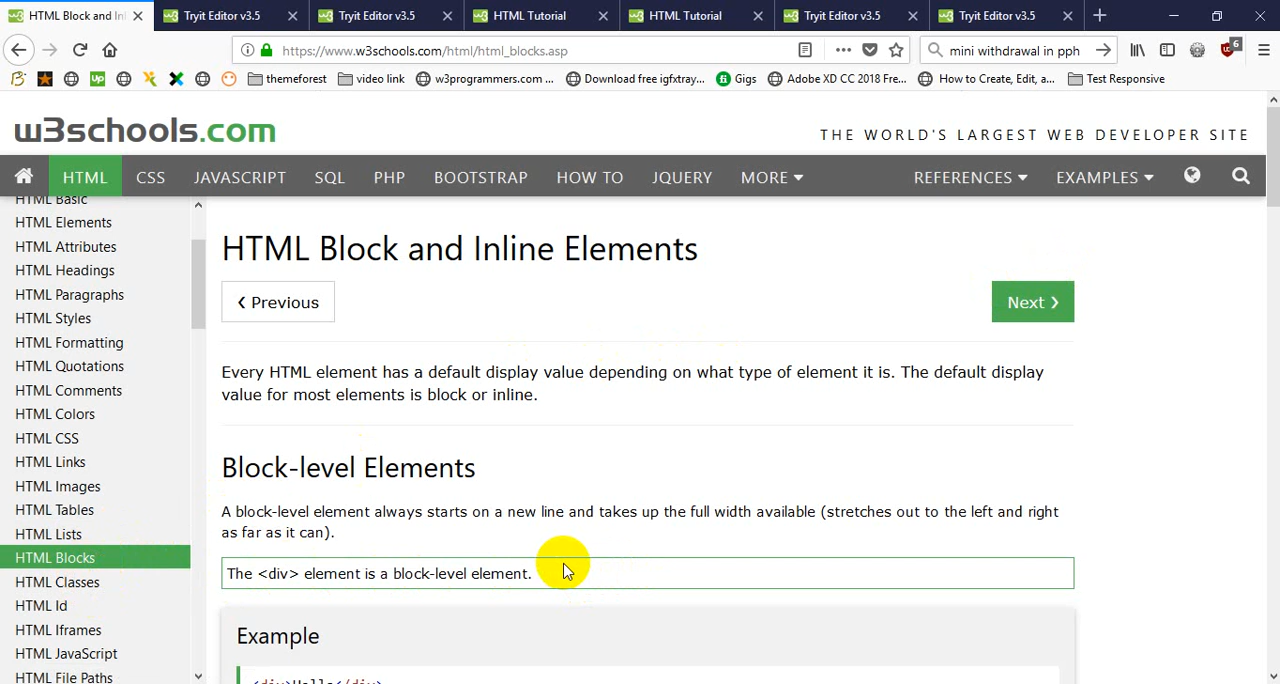 HTML Block and In
Tryit Editor v3.5
Tryit Editor v3.5
HTML Tutorial
HTML Tutorial
Tryit Editor v3.5
Tryit Editor v3.5
https://www.w3schools.com/html/html_blocks.asp
mini withdrawal in pph
6
Up
themeforest
video link
w3programmers.com ...
Download free igfxtray,...
fi
Gigs
Adobe XD CC 2018 Free...
How to Create, Edit, a...
Test Responsive
w3schools.com
THE WORLD'S LARGEST WEB DEVELOPER SITE
HTML
CSS
JAVASCRIPT
SQL
PHP
BOOTSTRAP
HOW TO
JQUERY
MORE
REFERENCES
EXAMPLES
HTML Basic
HTML Elements
HTML Attributes
HTML Headings
HTML Paragraphs
HTML Styles
HTML Formatting
HTML Quotations
HTML Comments
HTML Colors
HTML CSS
HTML Links
HTML Images
HTML Tables
HTML Lists
HTML Blocks
HTML Classes
HTML Id
HTML Iframes
HTML JavaScript
HTML File Paths
HTML Block and Inline Elements
❮ Previous
Next ❯
Every HTML element has a default display value depending on what type of element it is. The default display
value for most elements is block or inline.
Block-level Elements
A block-level element always starts on a new line and takes up the full width available (stretches out to the left and right
as far as it can).
The <div> element is a block-level element.
Example
<div>Hello</div>